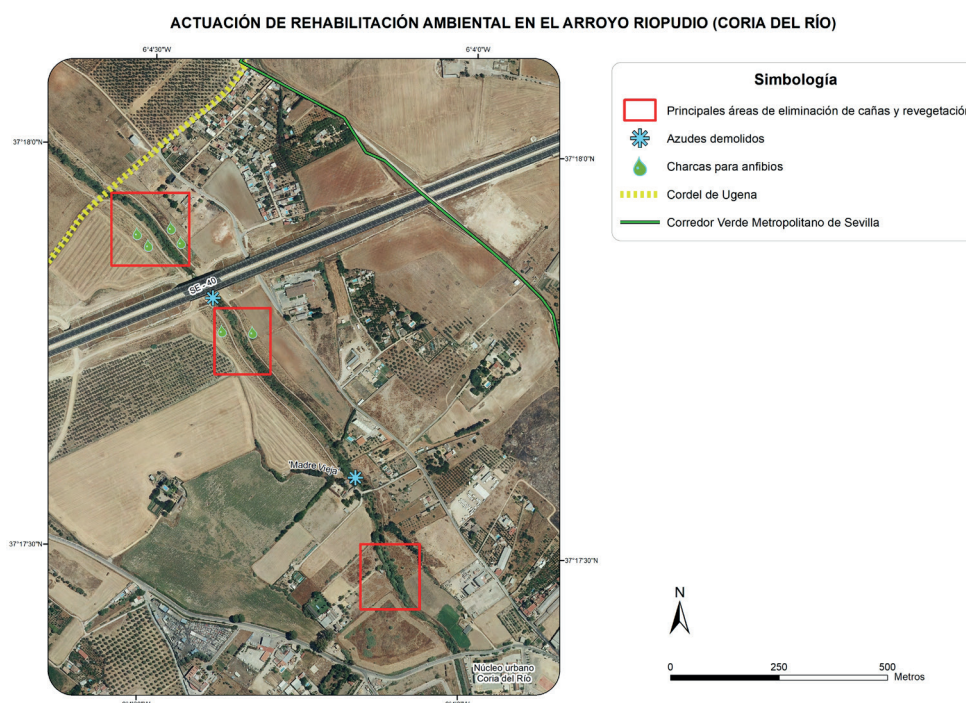 ACTUACIÓN DE REHABILITACIÓN AMBIENTAL EN EL ARROYO RIOPUDIO (CORIA DEL RÍO)
6°4'30"W
6°4'0"W
37°18'0"N
37°18'0"N
SE - 40
'Madre Vieja'
37°17'30"N
37°17'30"N
Núcleo urbano
Coria del Río
Simbología
Principales áreas de eliminación de cañas y revegetación
Azudes demolidos
Charcas para anfibios
Cordel de Ugena
Corredor Verde Metropolitano de Sevilla
N
0
250
500
Metros